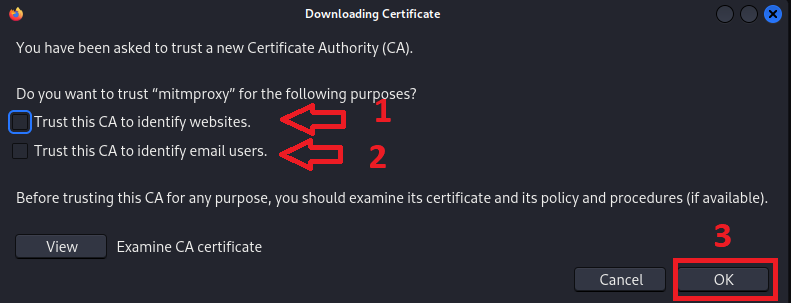 Downloading Certificate
You have been asked to trust a new Certificate Authority (CA).
Do you want to trust “mitmproxy” for the following purposes?
Trust this CA to identify websites.
1
Trust this CA to identify email users.
2
Before trusting this CA for any purpose, you should examine its certificate and its policy and procedures (if available).
View Examine CA certificate
3
Cancel OK